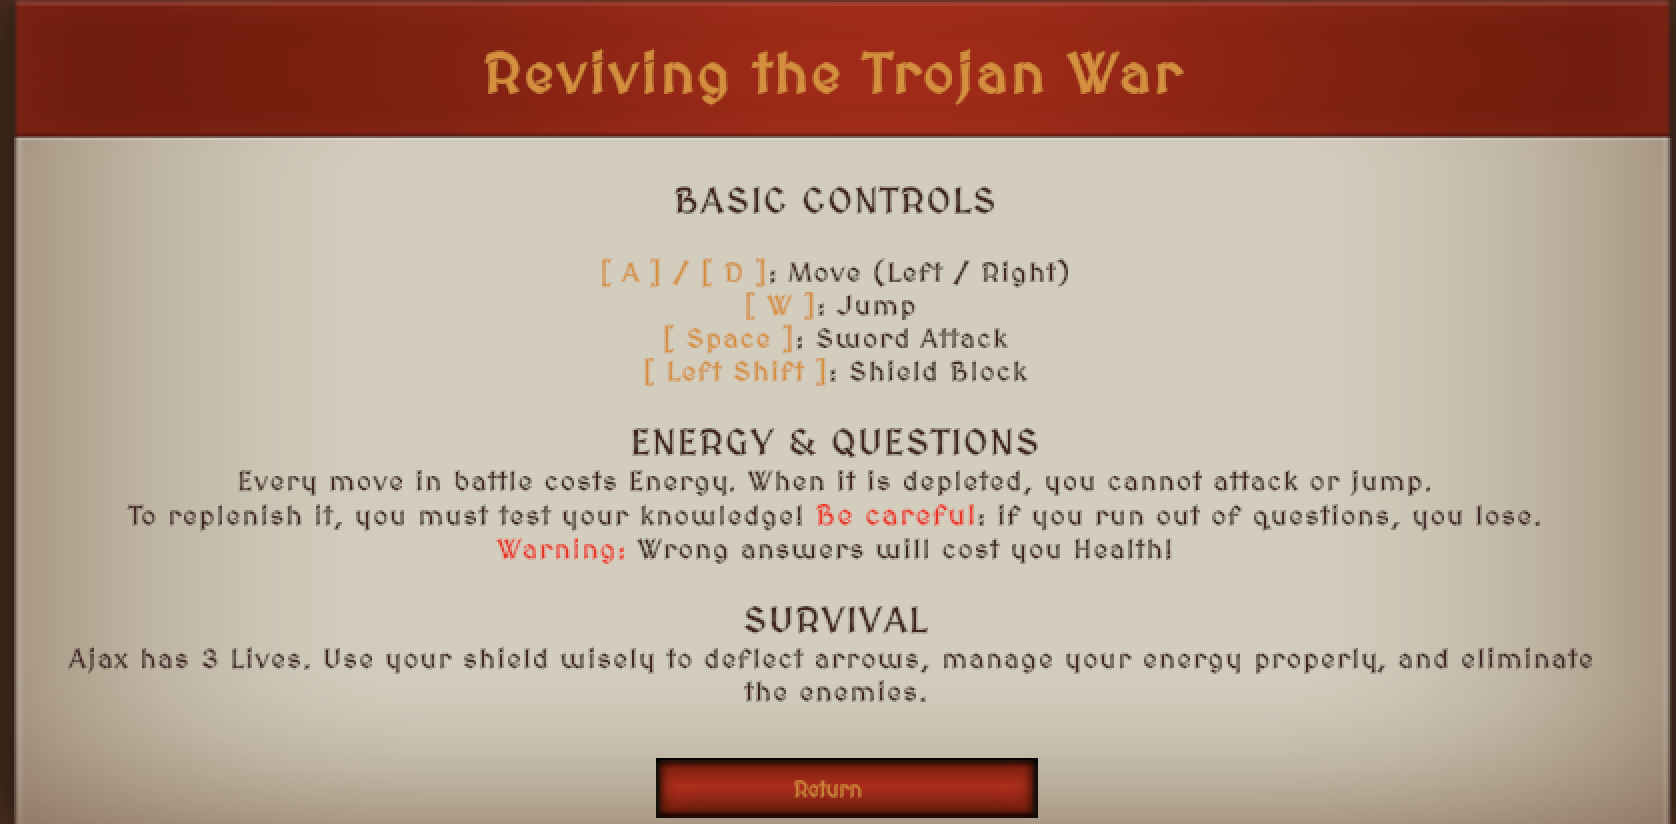 Reviving the Trojan War
BASIC CONTROLS
[ A ] / [ D ]: Move (Left / Right)
[ W ]: Jump
[ Space ]: Sword Attack
[ Left Shift ]: Shield Block
ENERGY & QUESTIONS
Every move in battle costs Energy. When it is depleted, you cannot attack or jump.
To replenish it, you must test your knowledge! Be careful: if you run out of questions, you lose.
Warning: Wrong answers will cost you Health!
SURVIVAL
Ajax has 3 Lives. Use your shield wisely to deflect arrows, manage your energy properly, and eliminate
the enemies.
Return